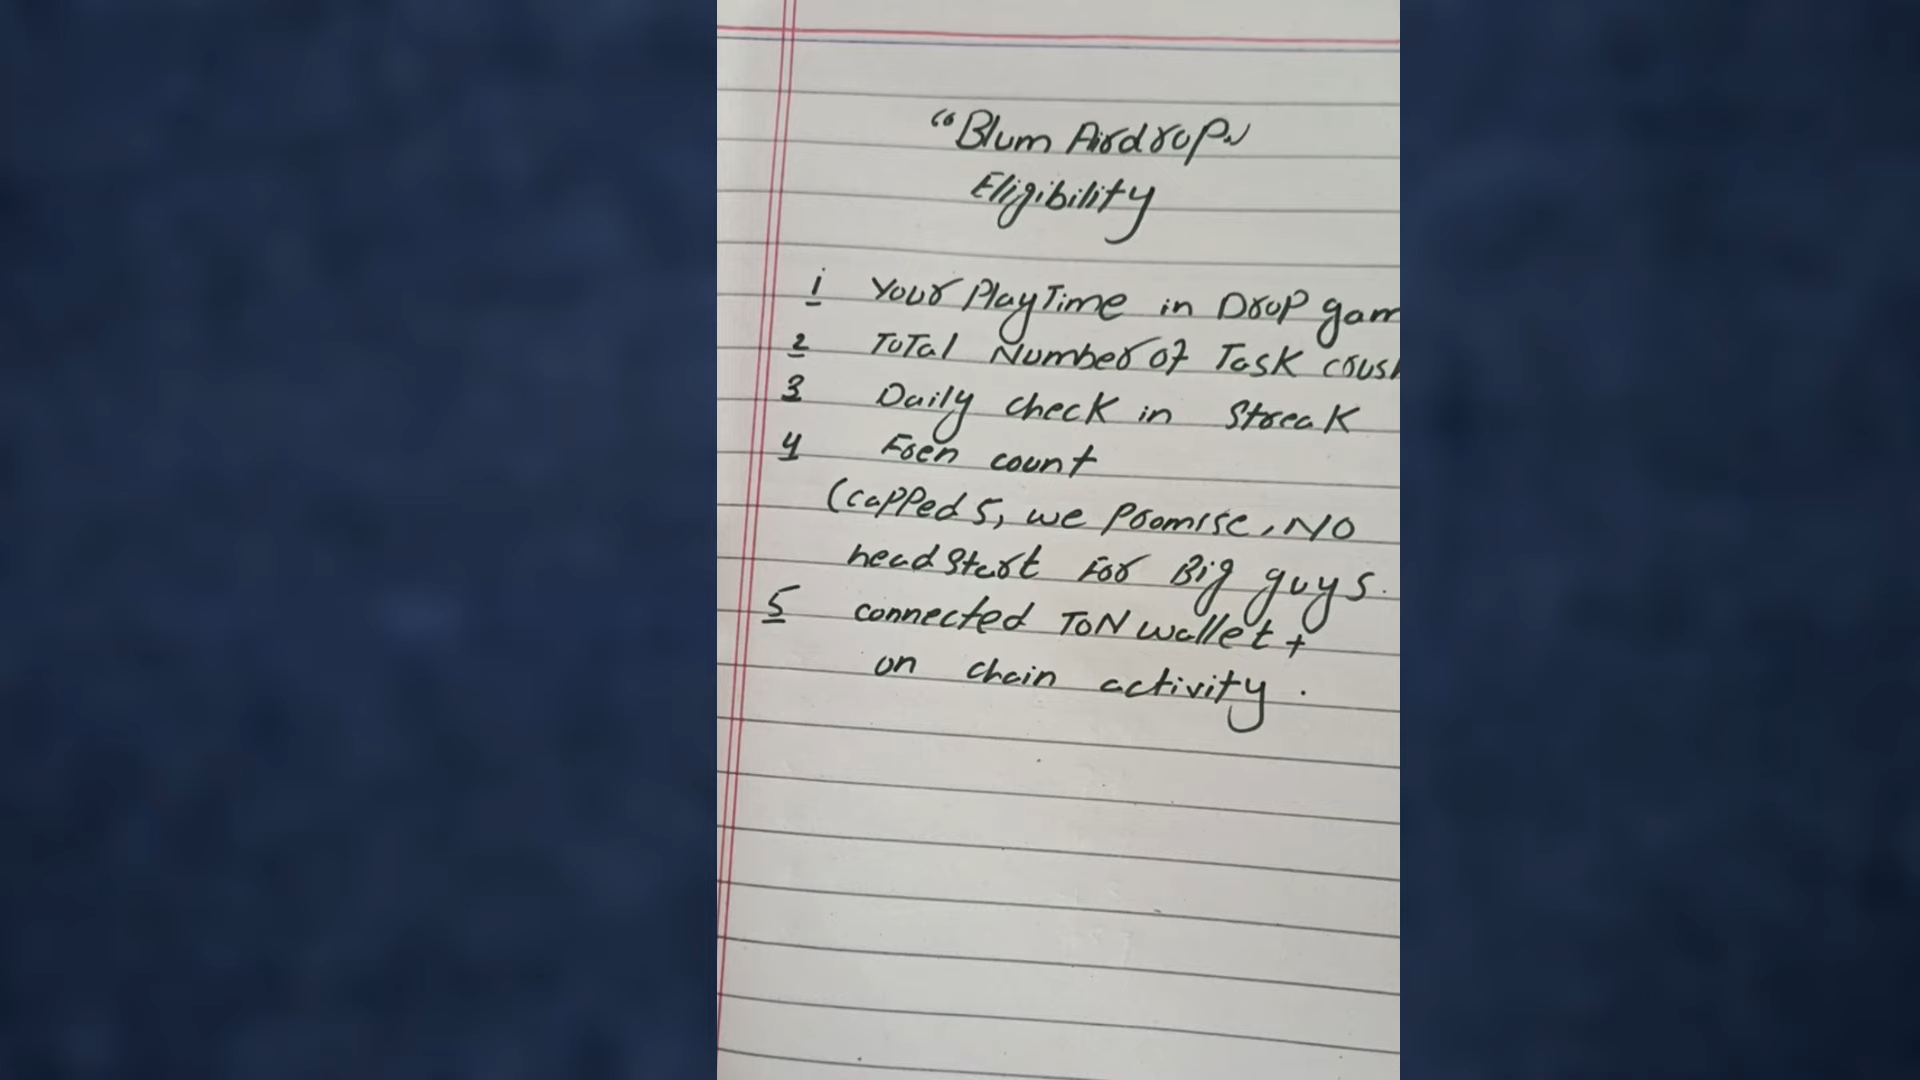 "Blum Airdrop"
Eligibility
1 Your PlayTime in Drop gam
2 ToTal Number of Task crush
3 Daily check in Streak
4 Fren count
(capped 5, we promise, NO
head start For Big guys.
5 connected TON wallet +
on chain activity.